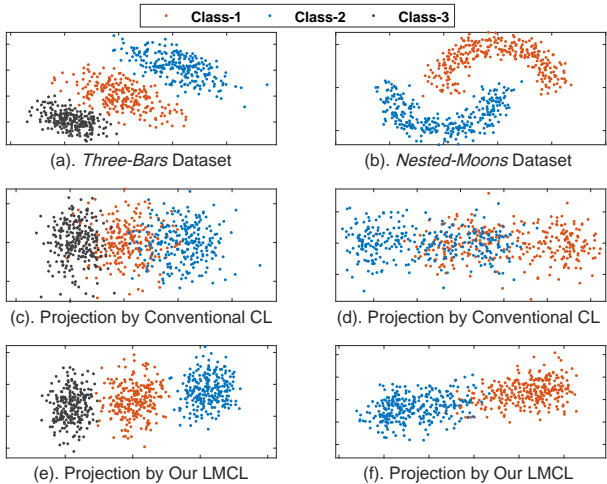 Class-1 Class-2 Class-3
(a). Three-Bars Dataset
(b). Nested-Moons Dataset
(c). Projection by Conventional CL
(d). Projection by Conventional CL
(e). Projection by Our LMCL
(f). Projection by Our LMCL